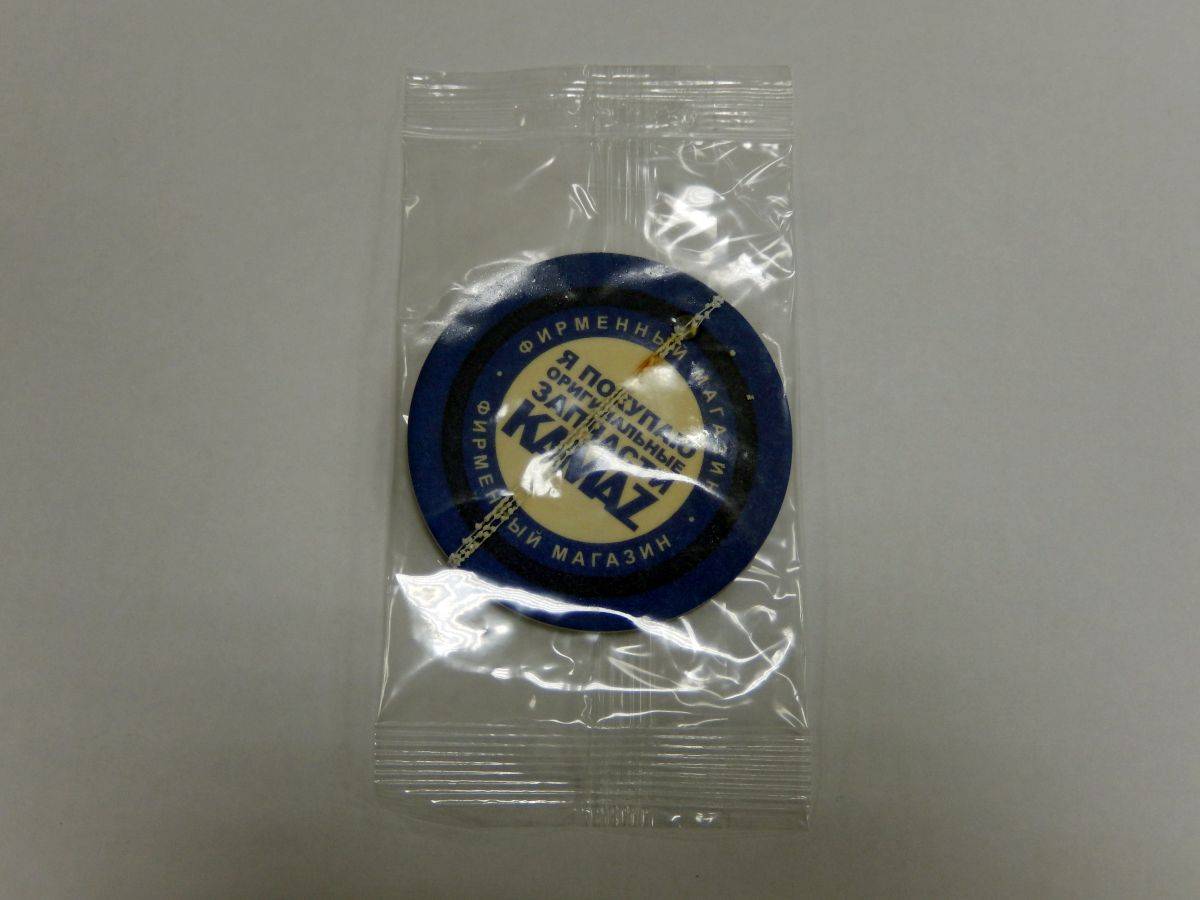 ФИРМЕННЫЙ МАГАЗИН
Я ПОКУПАЮ
ОРИГИНАЛЬНЫЕ
ЗАПЧАСТИ
KAMAZ
ФИРМЕННЫЙ МАГАЗИН